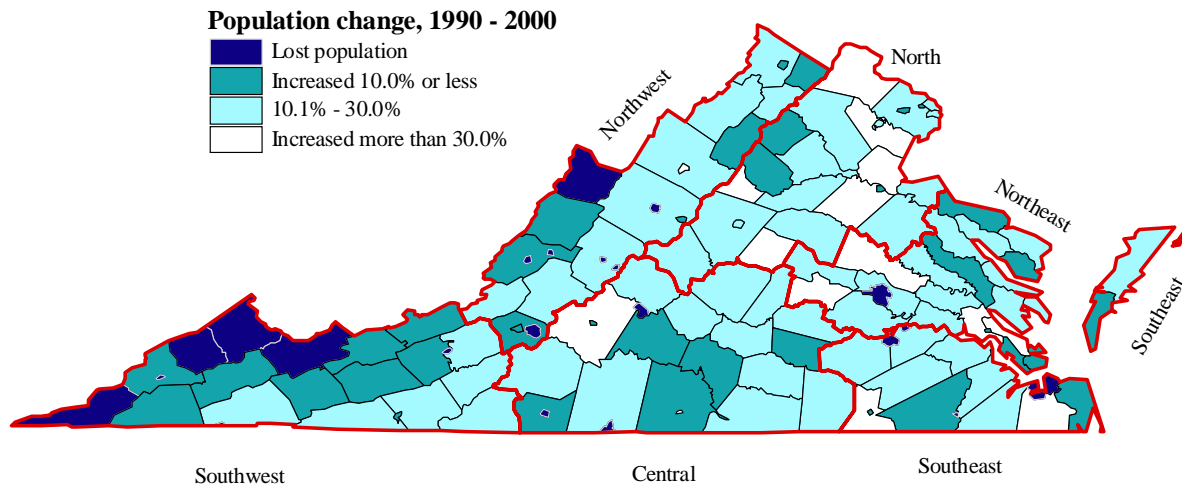 Population change, 1990 - 2000
Lost population
Increased 10.0% or less
10.1% - 30.0%
Increased more than 30.0%
North
Northwest
Northeast
Southeast
Southwest
Central
Southeast